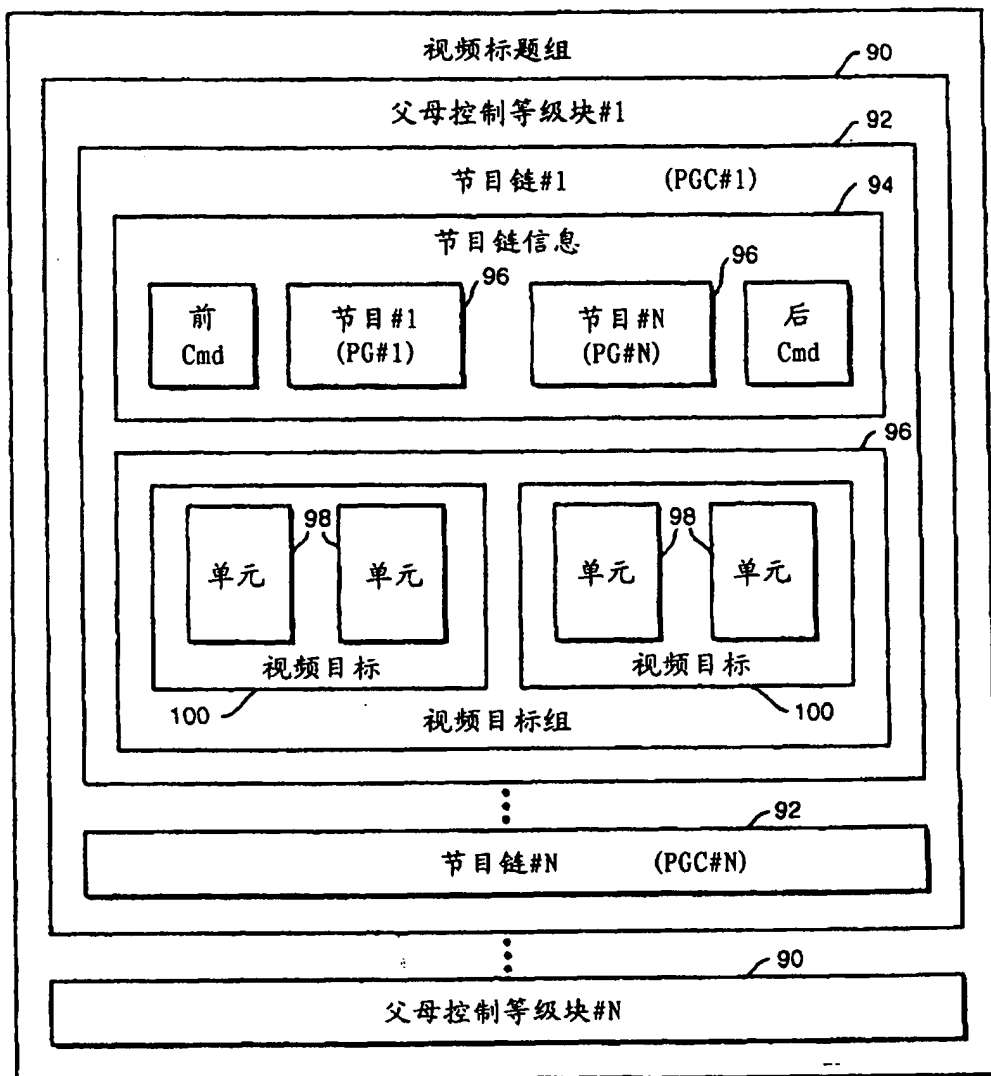 视频标题组
90
父母控制等级块#1
92
节目链#1 (PGC#1)
94
节目链信息
96 96
前 节目#1 节目#N 后
Cmd (PG#1) (PG#N) Cmd
96
98 98
单元 单元 单元 单元
视频目标 视频目标
100 视频目标组 100
92
节目链#N (PGC#N)
90
父母控制等级块#N